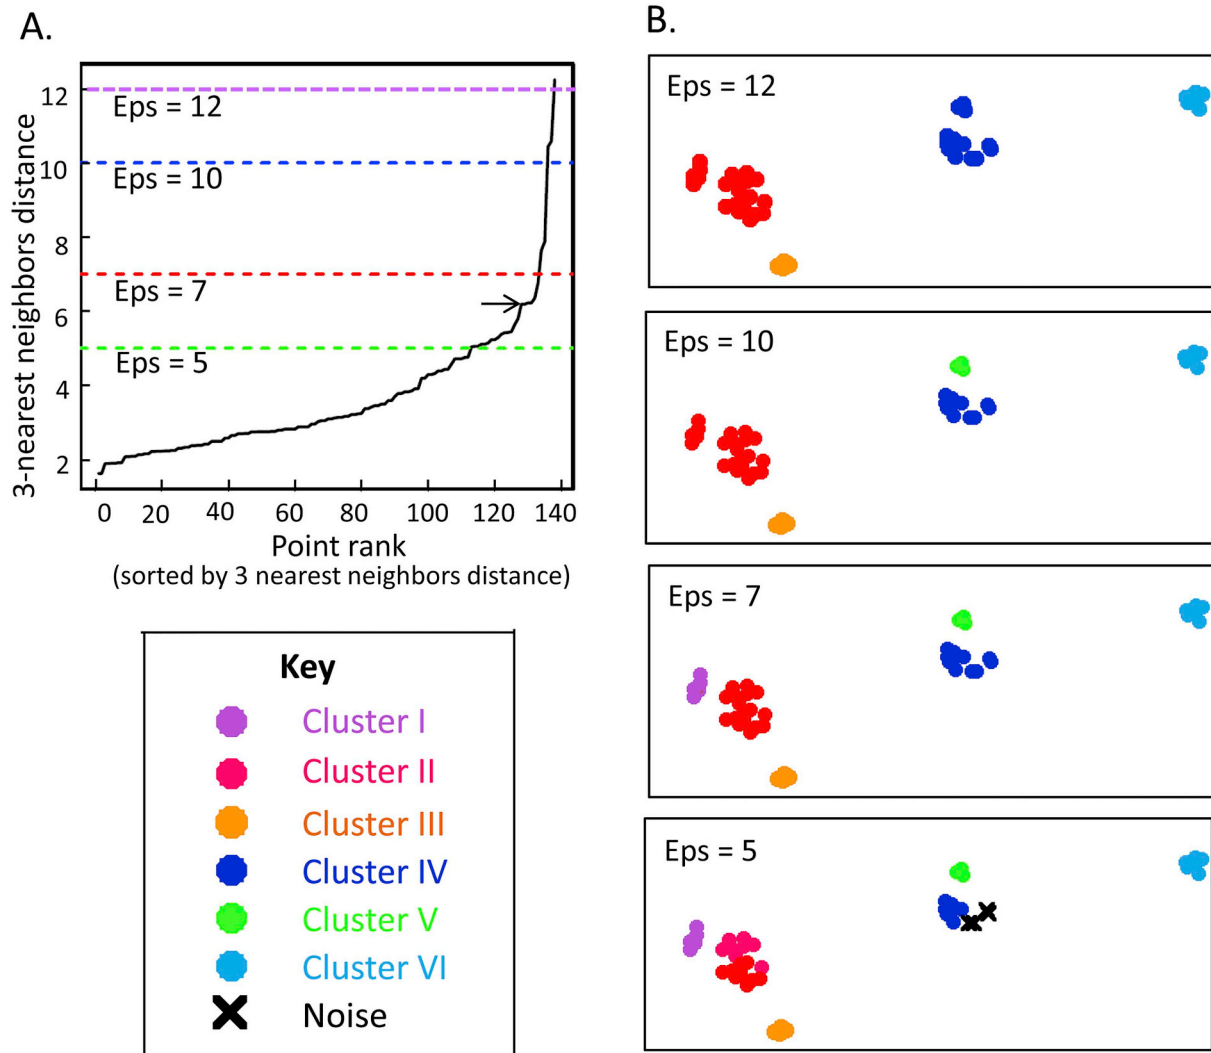 A.
3-nearest neighbors distance
12
10
8
6
4
2
Eps = 12
Eps = 10
Eps = 7
Eps = 5
0 20 40 60 80 100 120 140
Point rank
(sorted by 3 nearest neighbors distance)
Key
Cluster I
Cluster II
Cluster III
Cluster IV
Cluster V
Cluster VI
Noise
B.
Eps = 12
Eps = 10
Eps = 7
Eps = 5